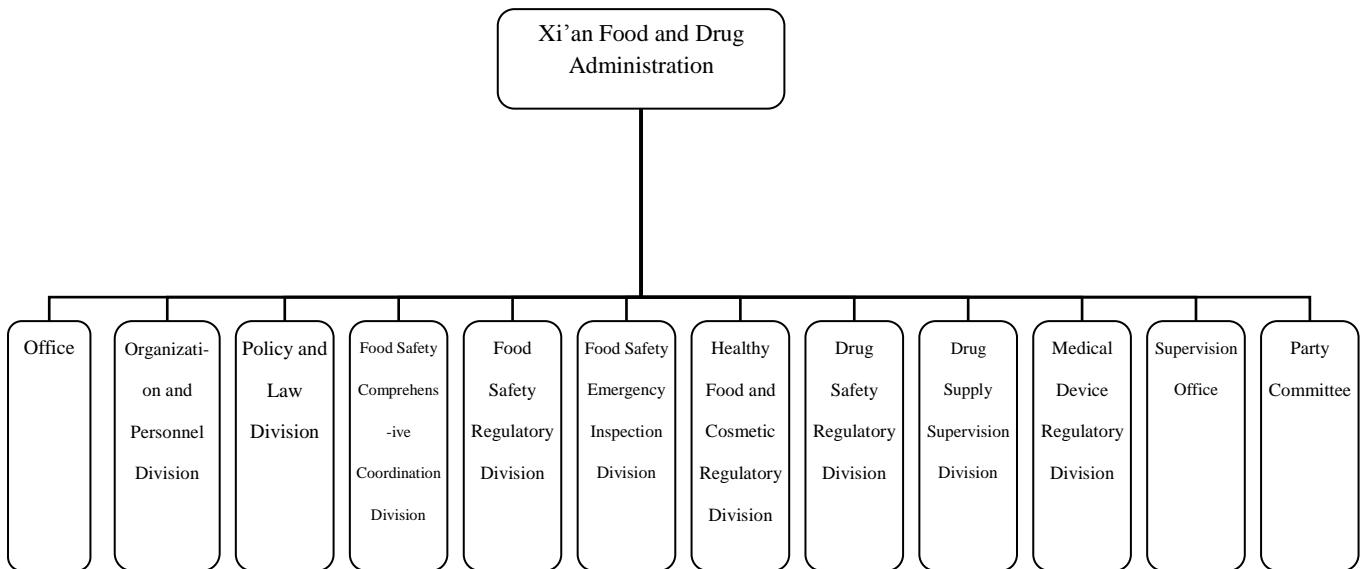 Xi’an Food and Drug
Administration
Office
Organizati-
on and
Personnel
Division
Policy and
Law
Division
Food Safety
Comprehens
-ive
Coordination
Division
Food
Safety
Regulatory
Division
Food Safety
Emergency
Inspection
Division
Healthy
Food and
Cosmetic
Regulatory
Division
Drug
Safety
Regulatory
Division
Drug
Supply
Supervision
Division
Medical
Device
Regulatory
Division
Supervision
Office
Party
Committee